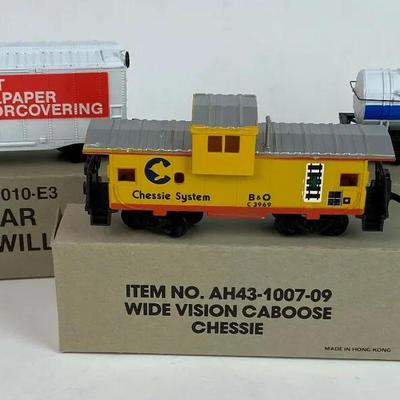 T
LPAPER
ORCOVERING
Chessie System
B&O
C-3969
010-E3
AR
WILL
ITEM NO. AH43-1007-09
WIDE VISION CABOOSE
CHESSIE
MADE IN HONG KONG